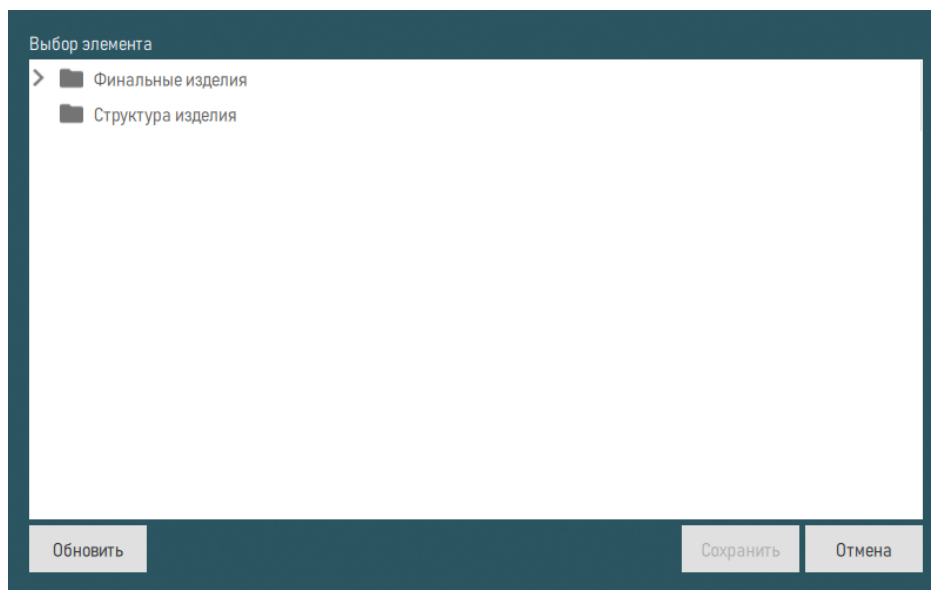 Выбор элемента
Финальные изделия
Структура изделия
Обновить
Сохранить
Отмена